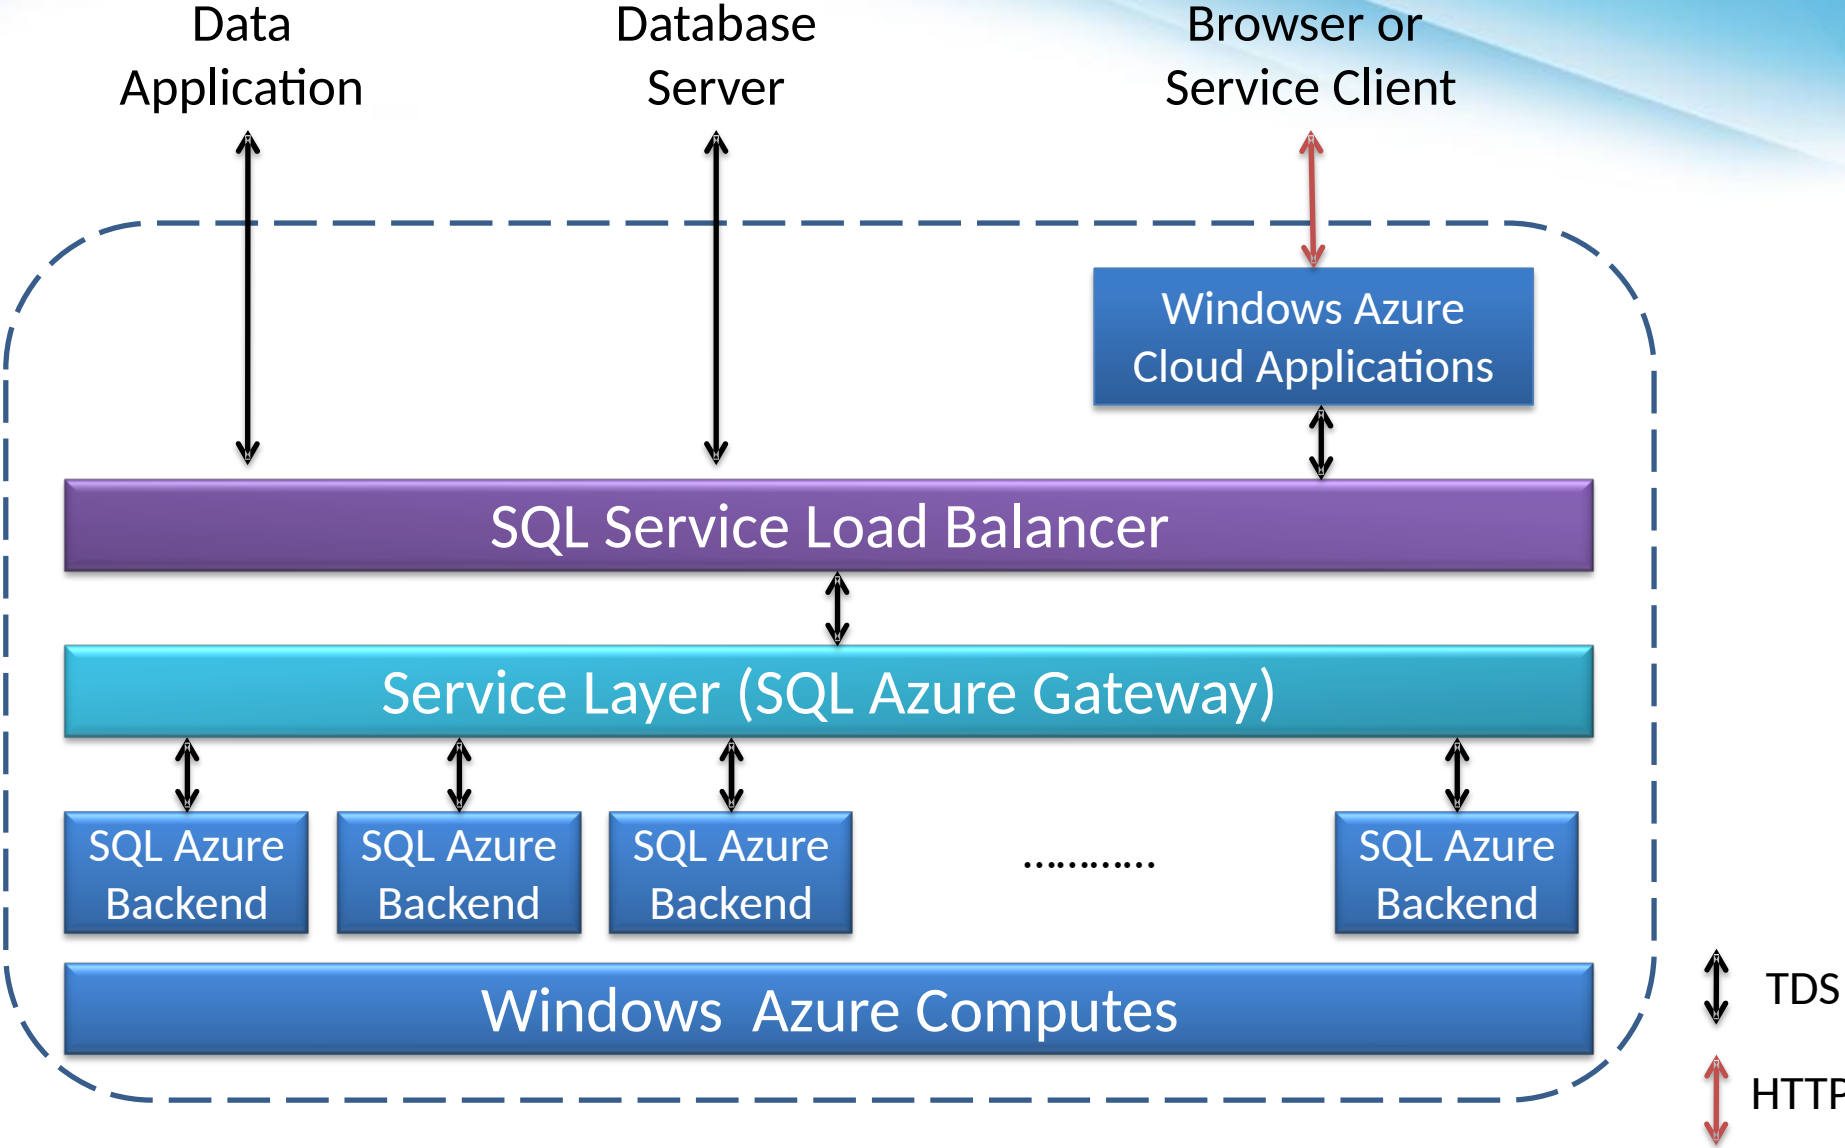 Data
Application
Database
Server
Browser or
Service Client
Windows Azure
Cloud Applications
SQL Service Load Balancer
Service Layer (SQL Azure Gateway)
SQL Azure
Backend
SQL Azure
Backend
SQL Azure
Backend
............
SQL Azure
Backend
Windows  Azure Computes
TDS
HTTP